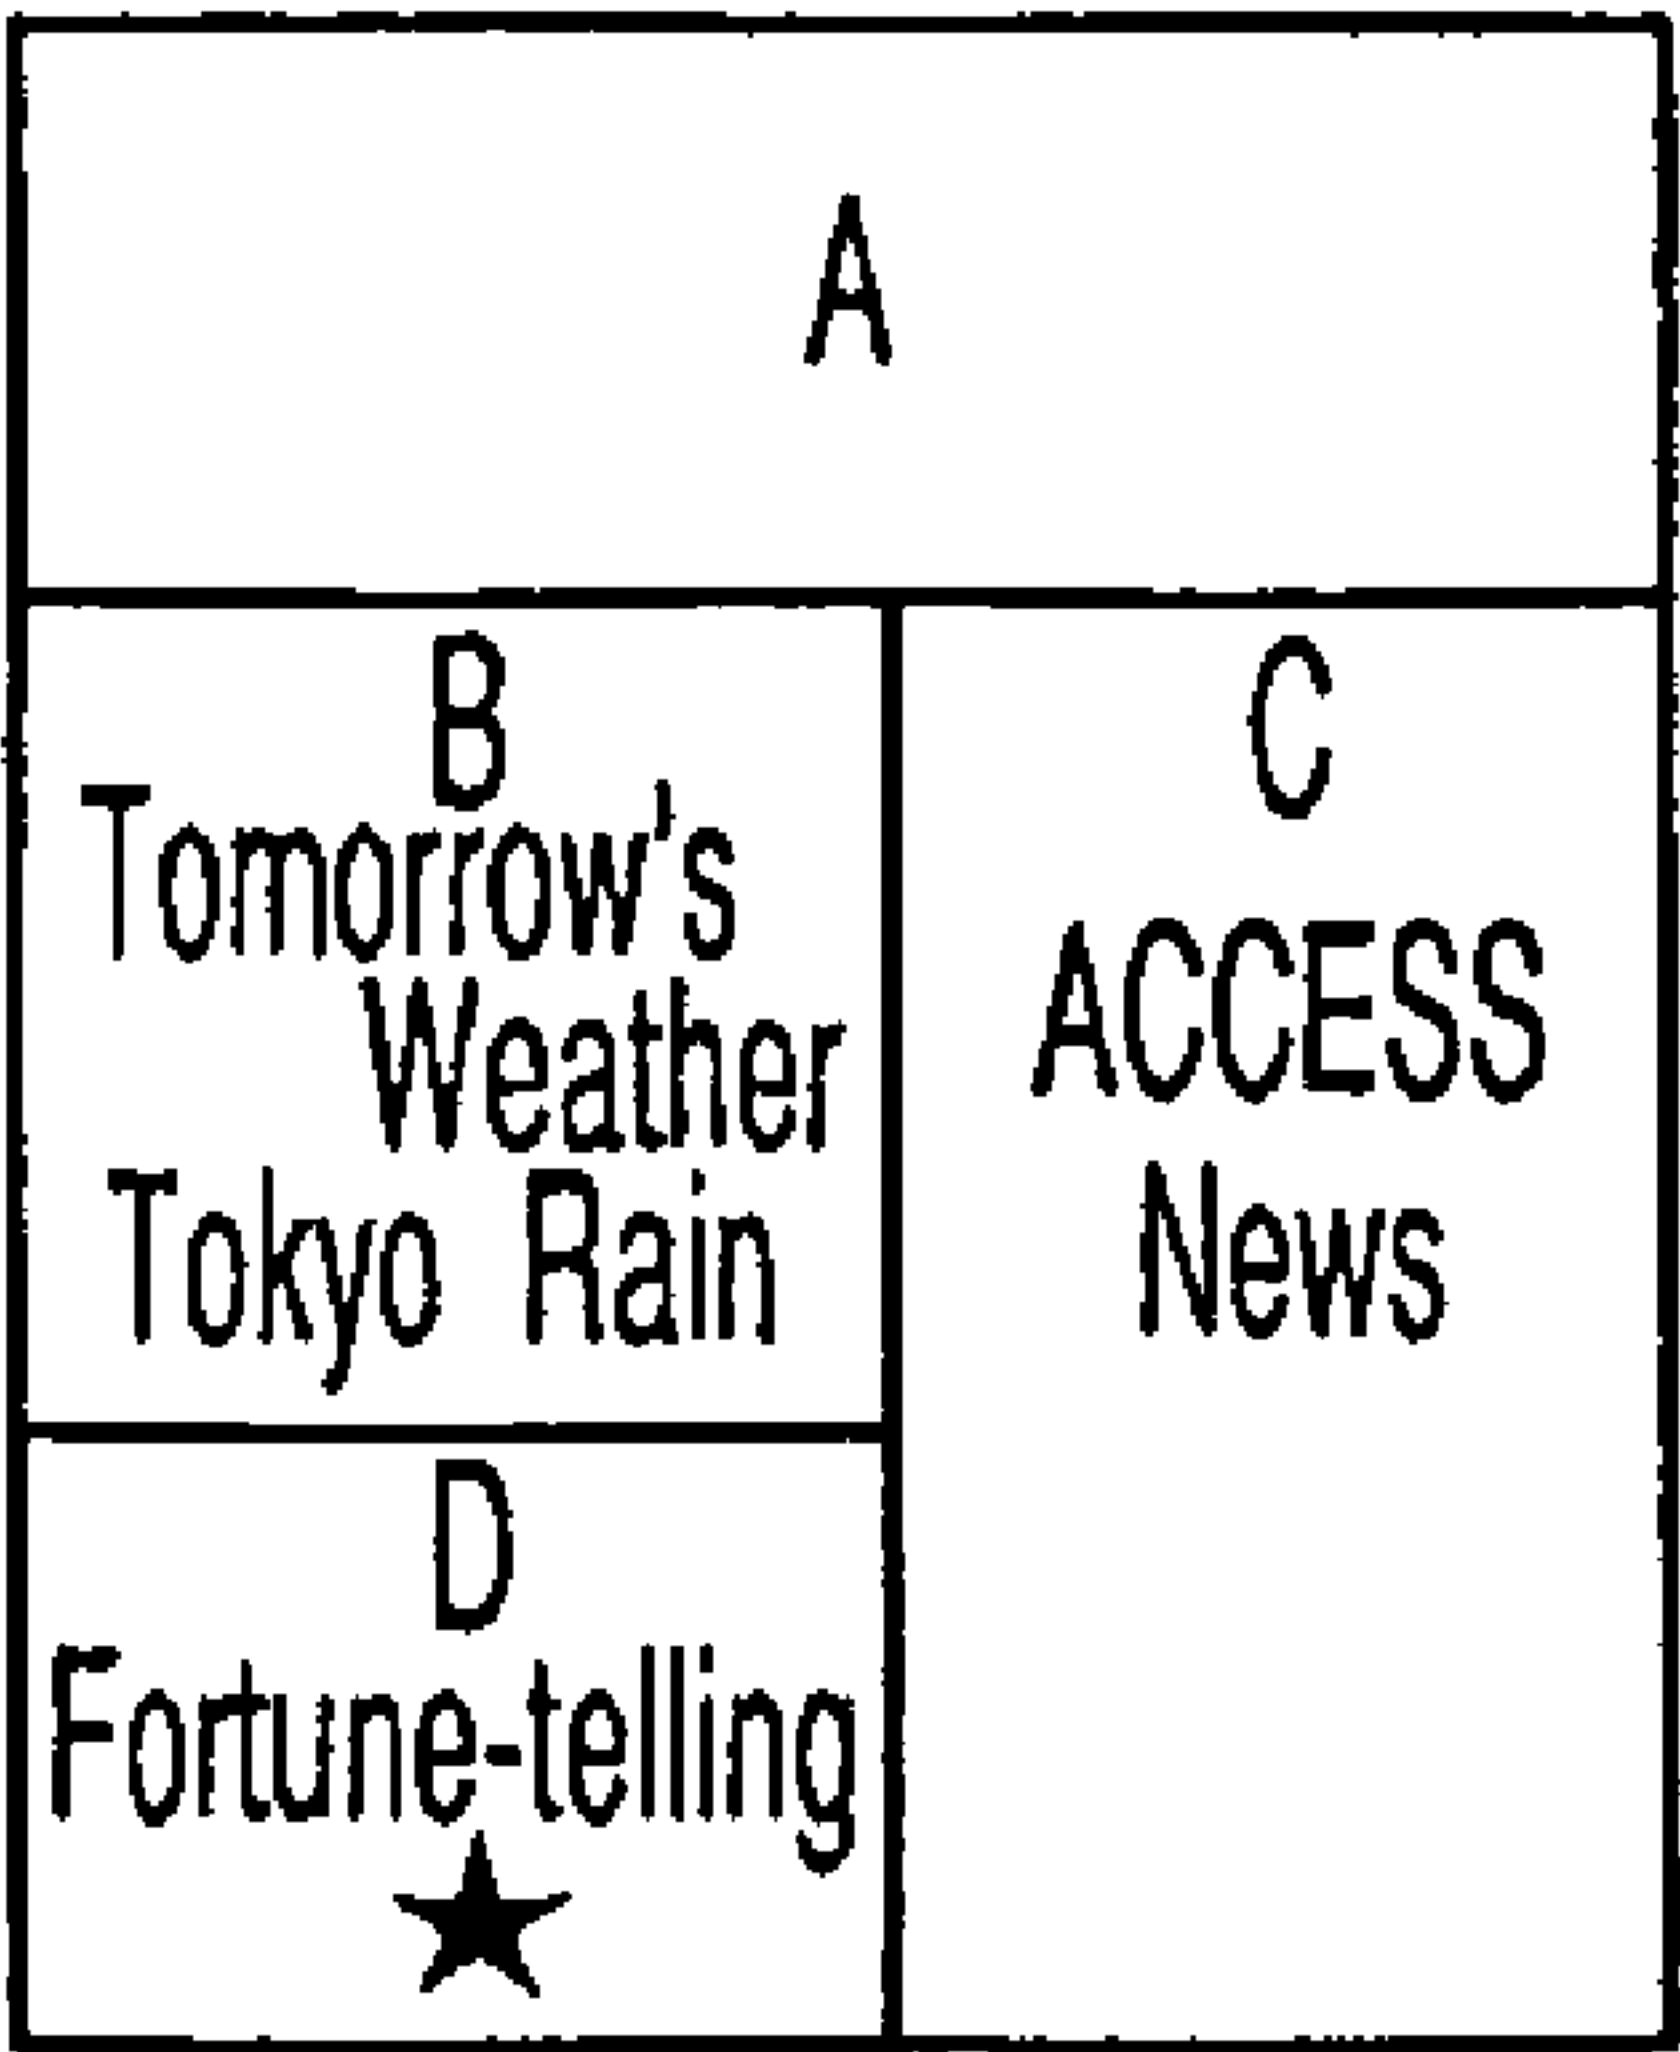 A
B
Tomorrow's
Weather
Tokyo Rain
C
ACCESS
News
D
Fortune-telling